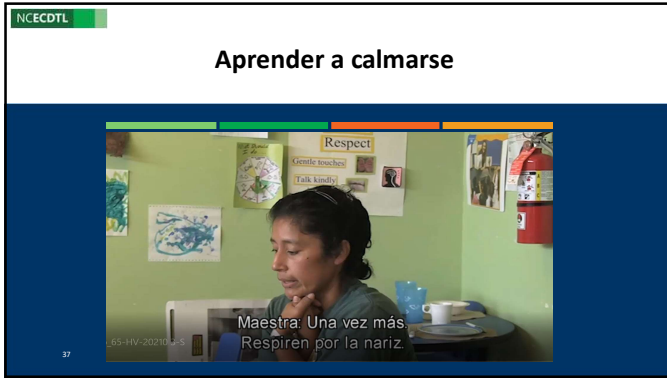 NCECDTL
Aprender a calmarse
Respect
Gentle touches
Talk kindly
Maestra: Una vez más.
Respiren por la nariz.
37